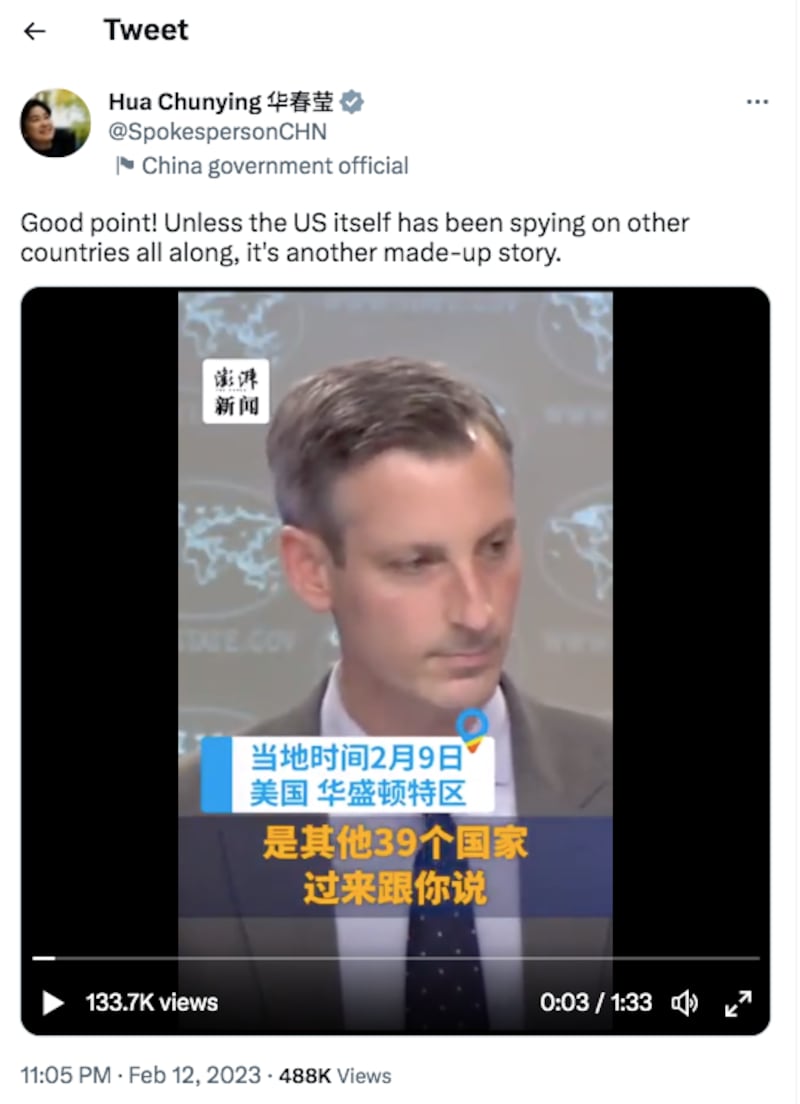 Tweet
Hua Chunying 华春莹
@SpokespersonCHN
China government official
Good point! Unless the US itself has been spying on other
countries all along, it's another made-up story.
澎湃
新闻
STATE.GOV
当地时间2月9日
美国 华盛顿特区
是其他39个国家
过来跟你说
133.7K views
0:03 / 1:33
11:05 PM · Feb 12, 2023 · 488K Views